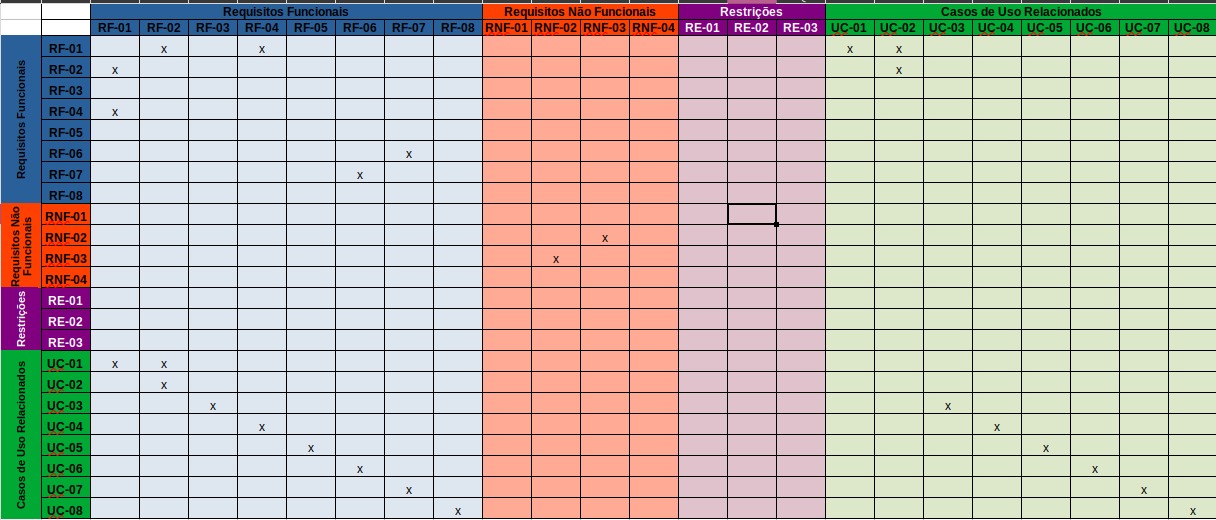 Requisitos Funcionais Requisitos Não Funcionais Restrições Casos de Uso Relacionados
RF-01 RF-02 RF-03 RF-04 RF-05 RF-06 RF-07 RF-08 RNF-01 RNF-02 RNF-03 RNF-04 RE-01 RE-02 RE-03 UC-01 UC-02 UC-03 UC-04 UC-05 UC-06 UC-07 UC-08
Requisitos Funcionais
RF-01 x x x x
RF-02 x x
RF-03
RF-04 x
RF-05
RF-06 x
RF-07 x
RF-08
Requisitos Não
Funcionais
RNF-01
RNF-02 x
RNF-03 x
RNF-04
Restrições
RE-01
RE-02
RE-03
Casos de Uso Relacionados
UC-01 x x
UC-02 x
UC-03 x x
UC-04 x x
UC-05 x x
UC-06 x x
UC-07 x x
UC-08 x x